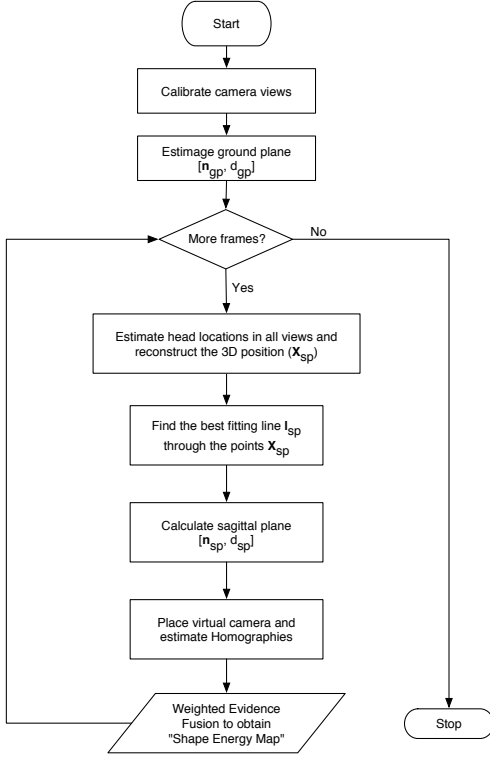 Start
Calibrate camera views
Estimage ground plane
[n_gp, d_gp]
More frames?
No
Yes
Estimate head locations in all views and
reconstruct the 3D position (X_sp)
Find the best fitting line l_sp
through the points X_sp
Calculate sagittal plane
[n_sp, d_sp]
Place virtual camera and
estimate Homographies
Weighted Evidence
Fusion to obtain
"Shape Energy Map"
Stop